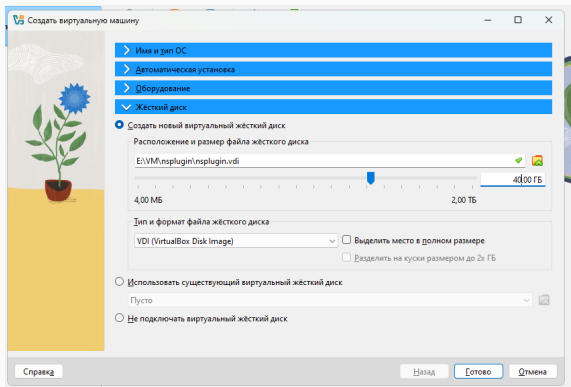 Создать виртуальную машину
Имя и тип ОС
Автоматическая установка
Оборудование
Жёсткий диск
Создать новый виртуальный жёсткий диск
Расположение и размер файла жёсткого диска
E:\VM\nsplugin\nsplugin.vdi
40,00 ГБ
4,00 МБ 2,00 ТБ
Тип и формат файла жёсткого диска
VDI (VirtualBox Disk Image) Выделить место в полном размере
Разделить на куски размером до 2х ГБ
Использовать существующий виртуальный жёсткий диск
Пусто
Не подключать виртуальный жёсткий диск
Справка Назад Готово Отмена